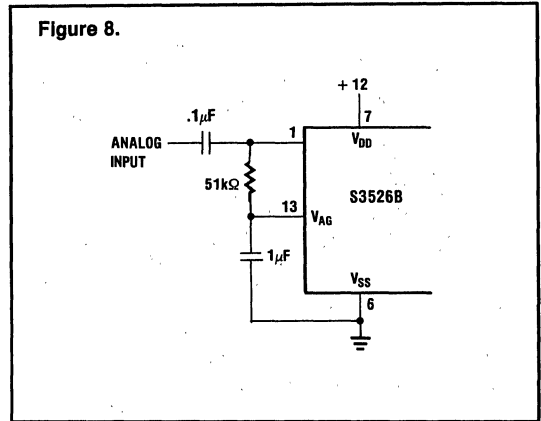 Figure 8.
+ 12
7
.1µF
ANALOG
INPUT
1
VDD
51kΩ
S3526B
13
VAG
1µF
VSS
6